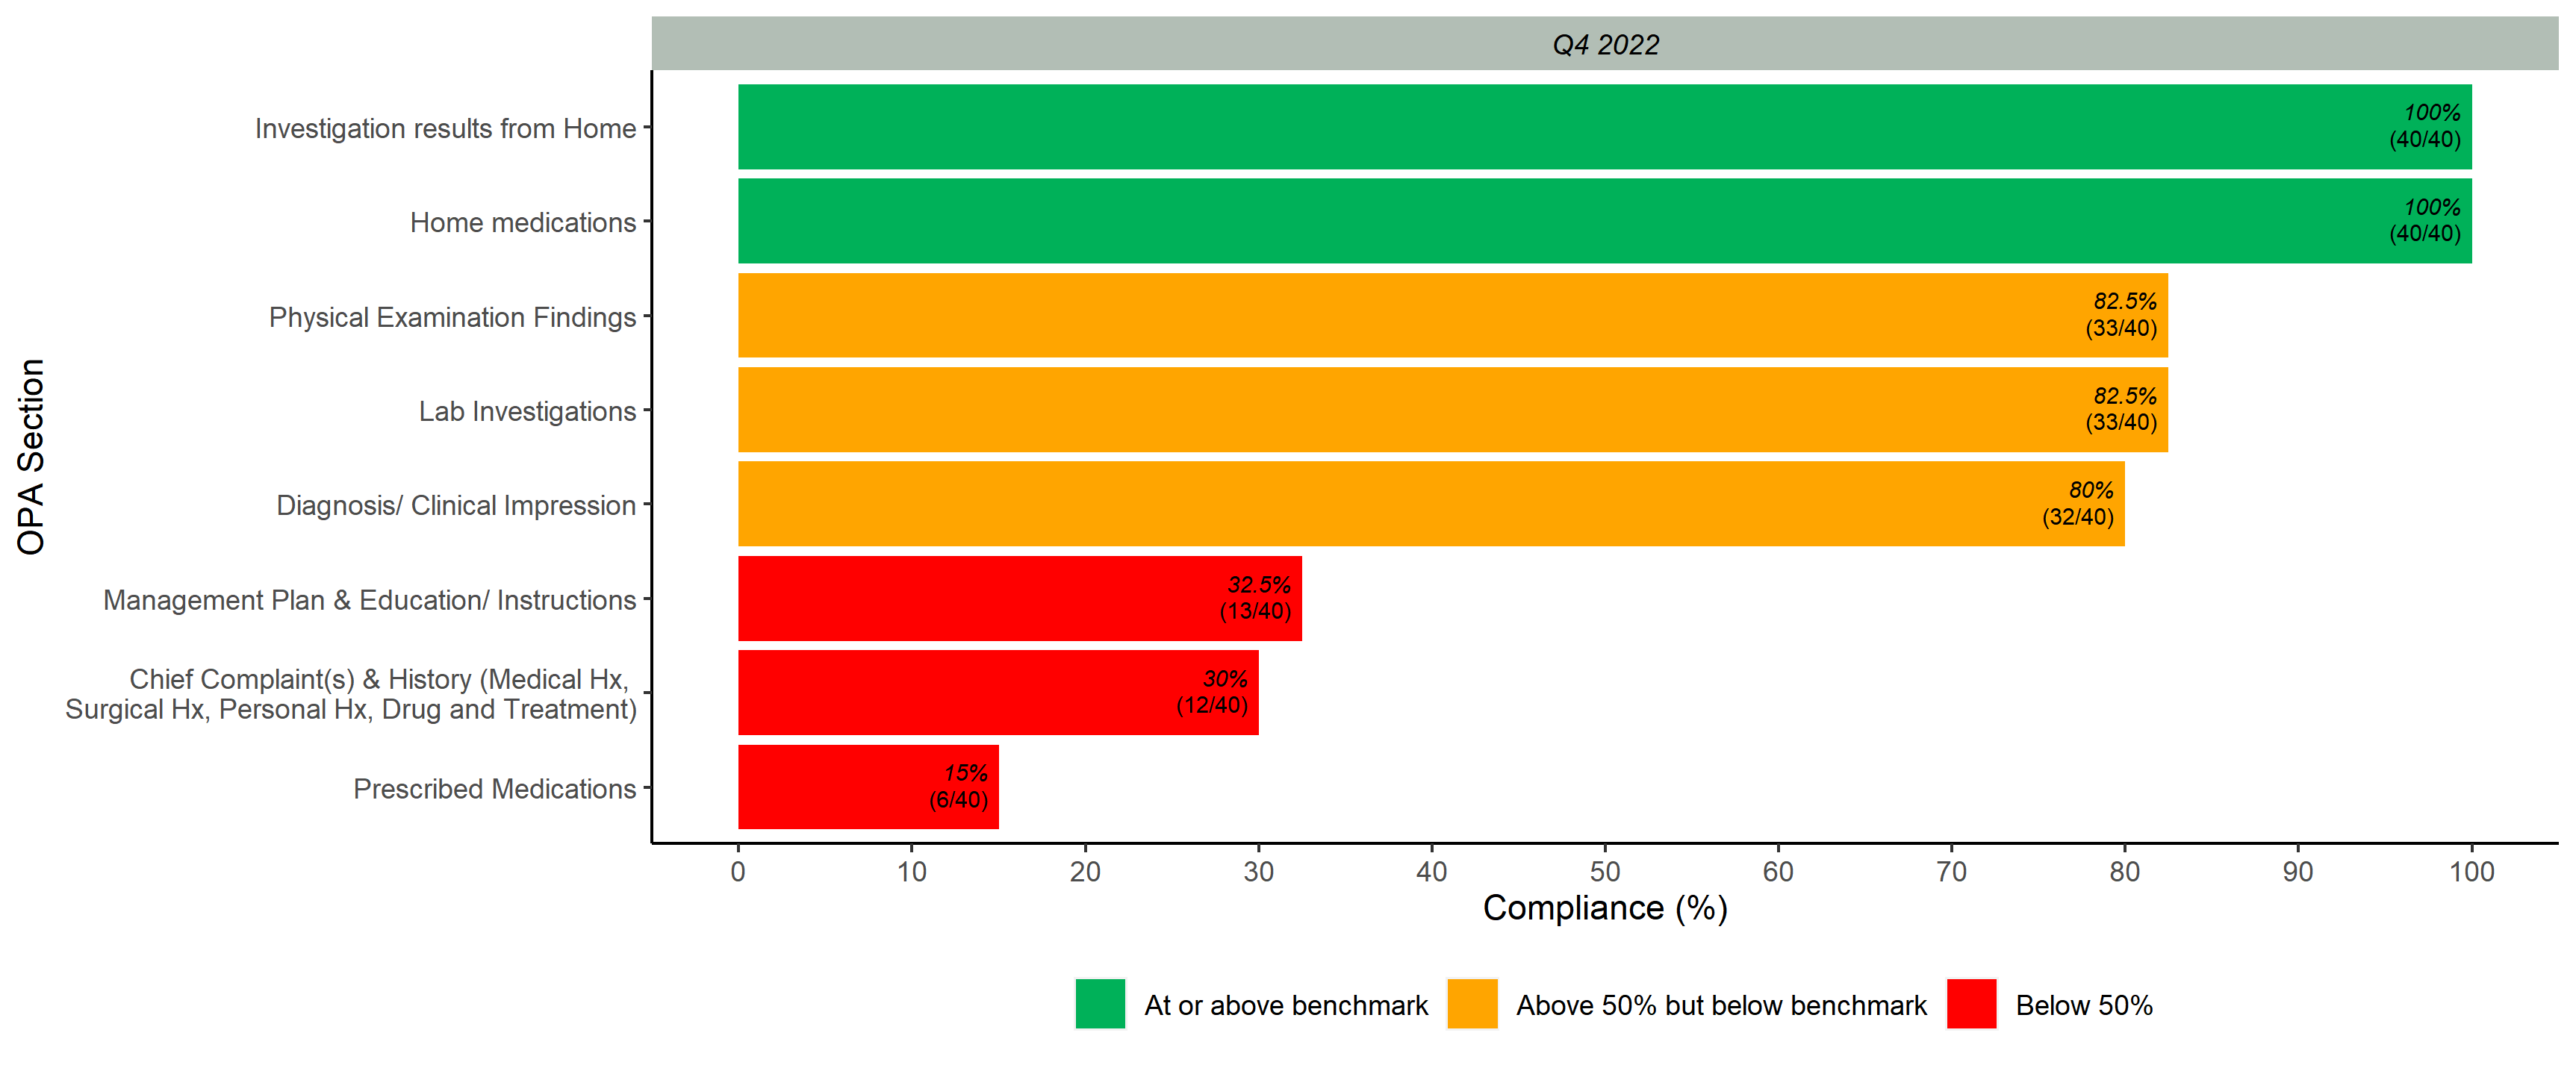 Q4 2022
OPA Section
Investigation results from Home
100%
(40/40)
Home medications
100%
(40/40)
Physical Examination Findings
82.5%
(33/40)
Lab Investigations
82.5%
(33/40)
Diagnosis/ Clinical Impression
80%
(32/40)
Management Plan & Education/ Instructions
32.5%
(13/40)
Chief Complaint(s) & History (Medical Hx,
Surgical Hx, Personal Hx, Drug and Treatment)
30%
(12/40)
Prescribed Medications
15%
(6/40)
0 10 20 30 40 50 60 70 80 90 100
Compliance (%)
At or above benchmark Above 50% but below benchmark Below 50%